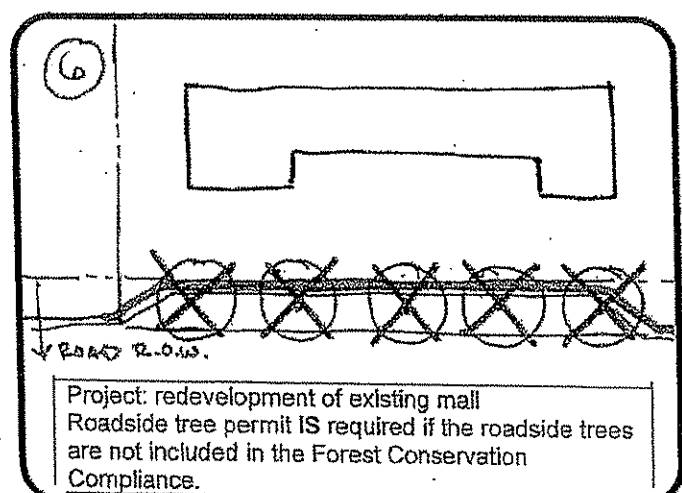 6
ROAD R.O.W.
Project: redevelopment of existing mall
Roadside tree permit IS required if the roadside trees
are not included in the Forest Conservation
Compliance.